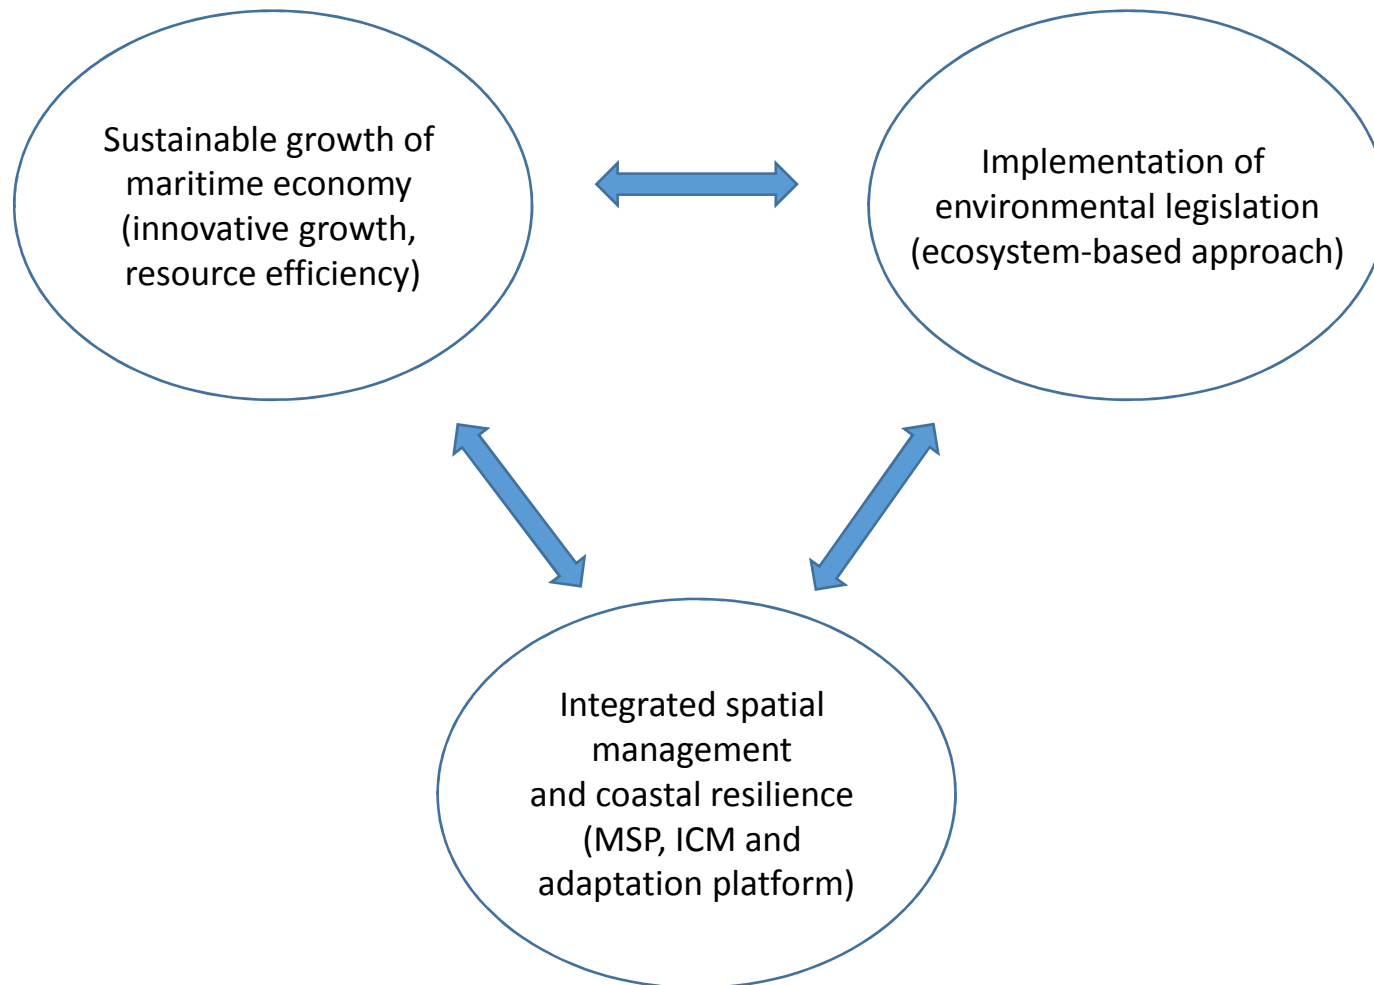 Sustainable growth of
maritime economy
(innovative growth,
resource efficiency)
Implementation of
environmental legislation
(ecosystem-based approach)
Integrated spatial
management
and coastal resilience
(MSP, ICM and
adaptation platform)